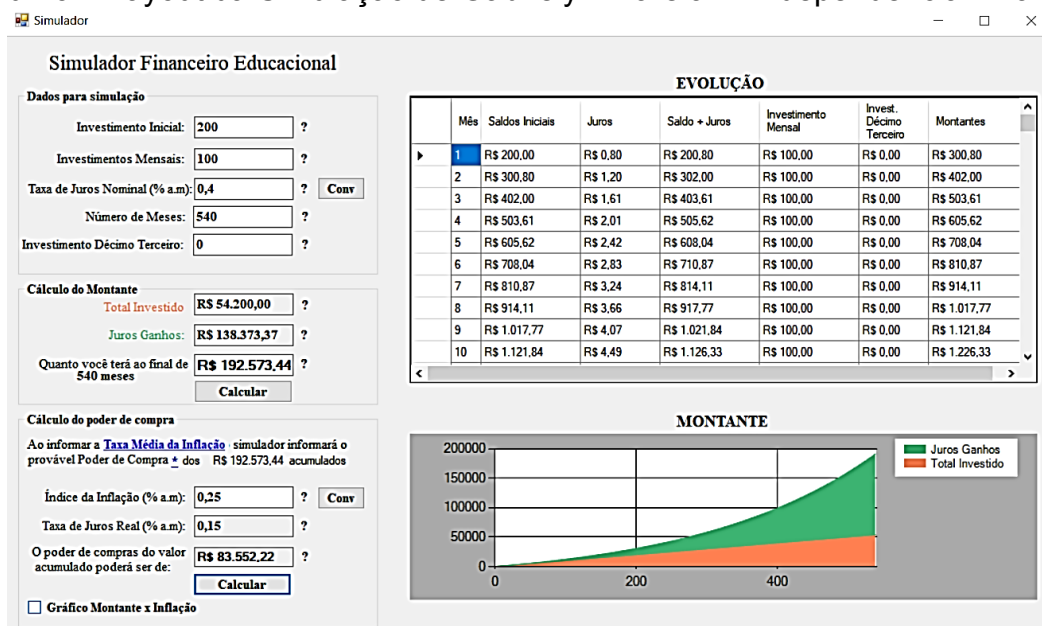 Simulador
Simulador Financeiro Educacional
Dados para simulação
Investimento Inicial: 200 ?
Investimentos Mensais: 100 ?
Taxa de Juros Nominal (% a.m): 0,4 ? Conv
Número de Meses: 540 ?
Investimento Décimo Terceiro: 0 ?
Cálculo do Montante
Total Investido R$ 54.200,00 ?
Juros Ganhos: R$ 138.373,37 ?
Quanto você terá ao final de
540 meses
R$ 192.573,44 ?
Calcular
Cálculo do poder de compra
Ao informar a Taxa Média da Inflação simulador informará o
provável Poder de Compra * dos R$ 192.573,44 acumulados
Índice da Inflação (% a.m): 0,25 ? Conv
Taxa de Juros Real (% a.m): 0,15 ?
O poder de compras do valor
acumulado poderá ser de:
R$ 83.552,22 ?
Calcular
Gráfico Montante x Inflação
EVOLUÇÃO
Mês Saldos Iniciais Juros Saldo + Juros Investimento Mensal Invest. Décimo Terceiro Montantes
1 R$ 200,00 R$ 0,80 R$ 200,80 R$ 100,00 R$ 0,00 R$ 300,80
2 R$ 300,80 R$ 1,20 R$ 302,00 R$ 100,00 R$ 0,00 R$ 402,00
3 R$ 402,00 R$ 1,61 R$ 403,61 R$ 100,00 R$ 0,00 R$ 503,61
4 R$ 503,61 R$ 2,01 R$ 505,62 R$ 100,00 R$ 0,00 R$ 605,62
5 R$ 605,62 R$ 2,42 R$ 608,04 R$ 100,00 R$ 0,00 R$ 708,04
6 R$ 708,04 R$ 2,83 R$ 710,87 R$ 100,00 R$ 0,00 R$ 810,87
7 R$ 810,87 R$ 3,24 R$ 814,11 R$ 100,00 R$ 0,00 R$ 914,11
8 R$ 914,11 R$ 3,66 R$ 917,77 R$ 100,00 R$ 0,00 R$ 1.017,77
9 R$ 1.017,77 R$ 4,07 R$ 1.021,84 R$ 100,00 R$ 0,00 R$ 1.121,84
10 R$ 1.121,84 R$ 4,49 R$ 1.126,33 R$ 100,00 R$ 0,00 R$ 1.226,33
MONTANTE
200000
150000
100000
50000
0
0 200 400
Juros Ganhos
Total Investido